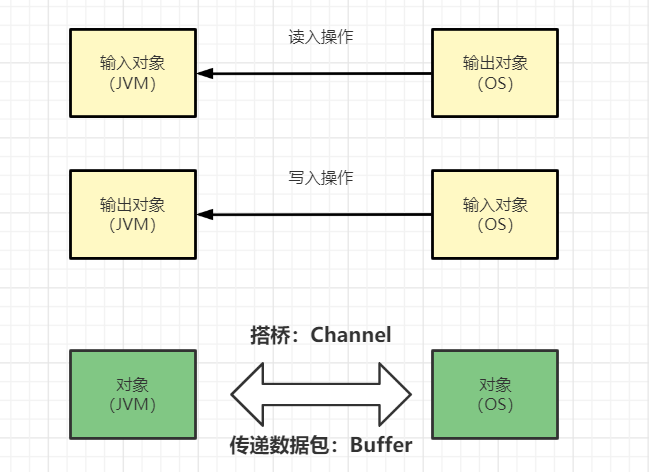 读入操作
输入对象
（JVM）
输出对象
（OS）
写入操作
输出对象
（JVM）
输入对象
（OS）
搭桥：Channel
对象
（JVM）
对象
（OS）
传递数据包：Buffer